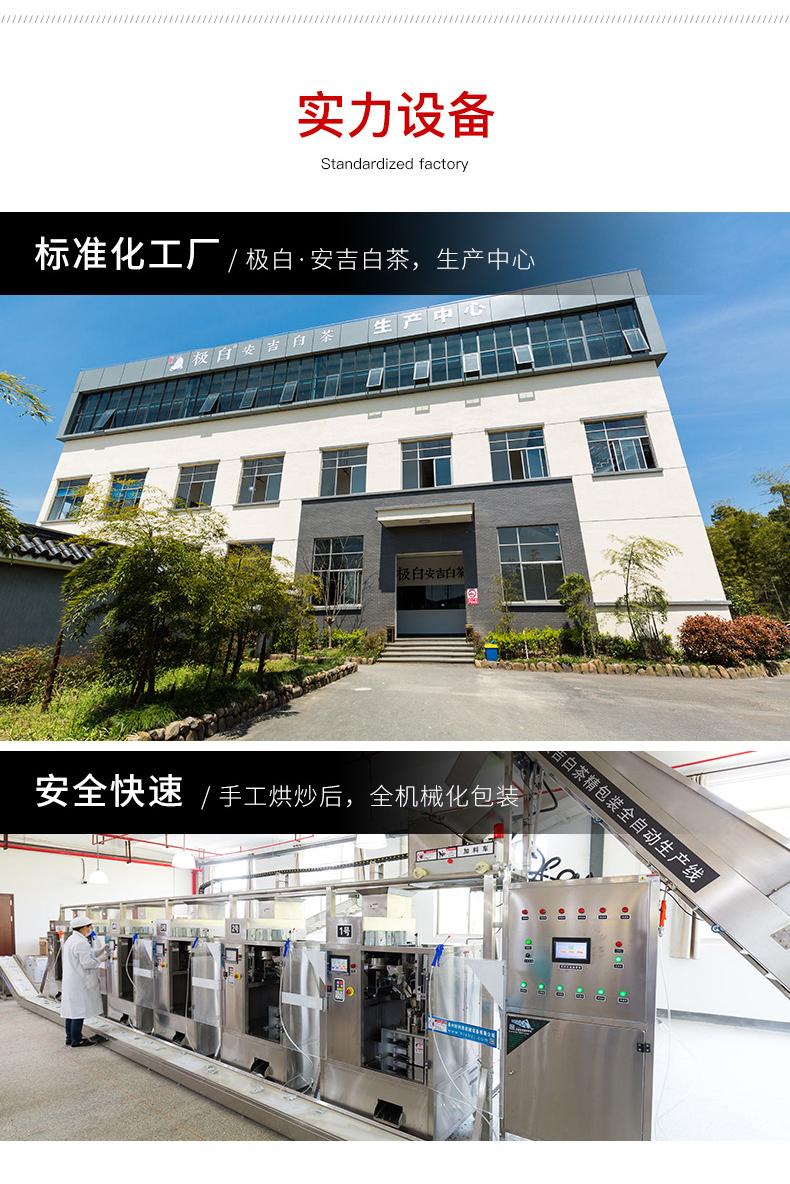 实力设备
Standardized factory
标准化工厂 / 极白·安吉白茶，生产中心
极白 安吉白茶 生产中心
极白安吉白茶
安全快速 / 手工烘炒后，全机械化包装
吉白茶精包装全自动生产线
加料车
1号
2号